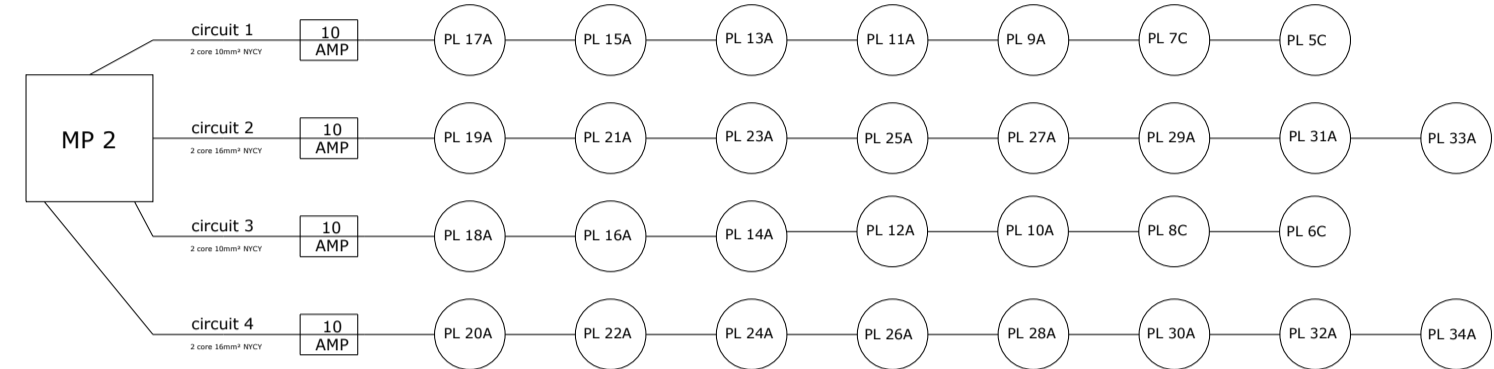 MP 2
circuit 1
2 core 10mm² NYCY
10
AMP
PL 17A
PL 15A
PL 13A
PL 11A
PL 9A
PL 7C
PL 5C
circuit 2
2 core 16mm² NYCY
10
AMP
PL 19A
PL 21A
PL 23A
PL 25A
PL 27A
PL 29A
PL 31A
PL 33A
circuit 3
2 core 10mm² NYCY
10
AMP
PL 18A
PL 16A
PL 14A
PL 12A
PL 10A
PL 8C
PL 6C
circuit 4
2 core 16mm² NYCY
10
AMP
PL 20A
PL 22A
PL 24A
PL 26A
PL 28A
PL 30A
PL 32A
PL 34A